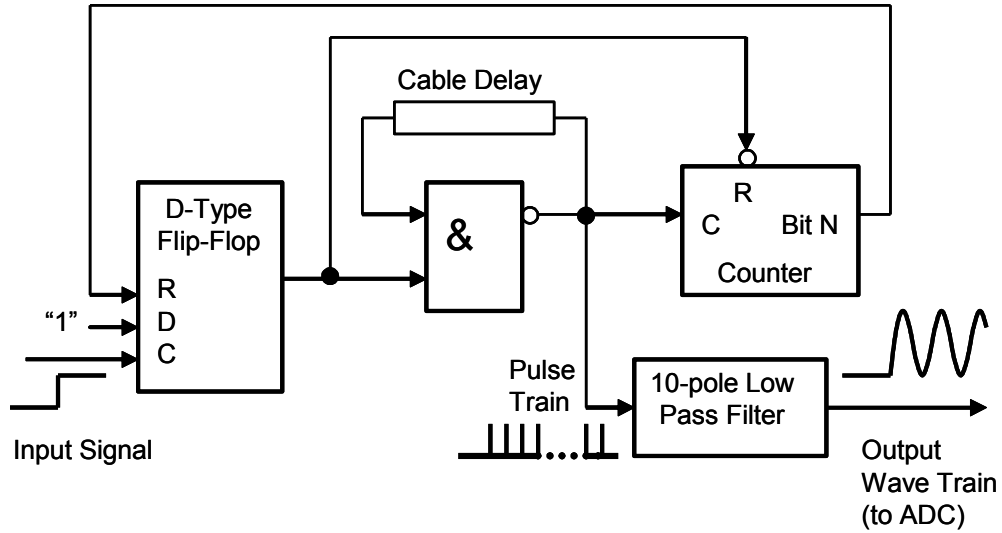 Cable Delay
D-Type
Flip-Flop
R
D
C
“1”
Input Signal
&
R
C
Bit N
Counter
Pulse
Train
10-pole Low
Pass Filter
Output
Wave Train
(to ADC)